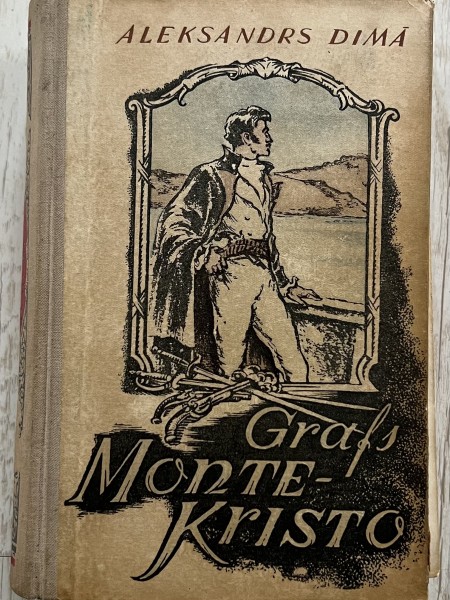 ALEKSANDRS DIMĀ
Grafs
MONTE-
KRISTO